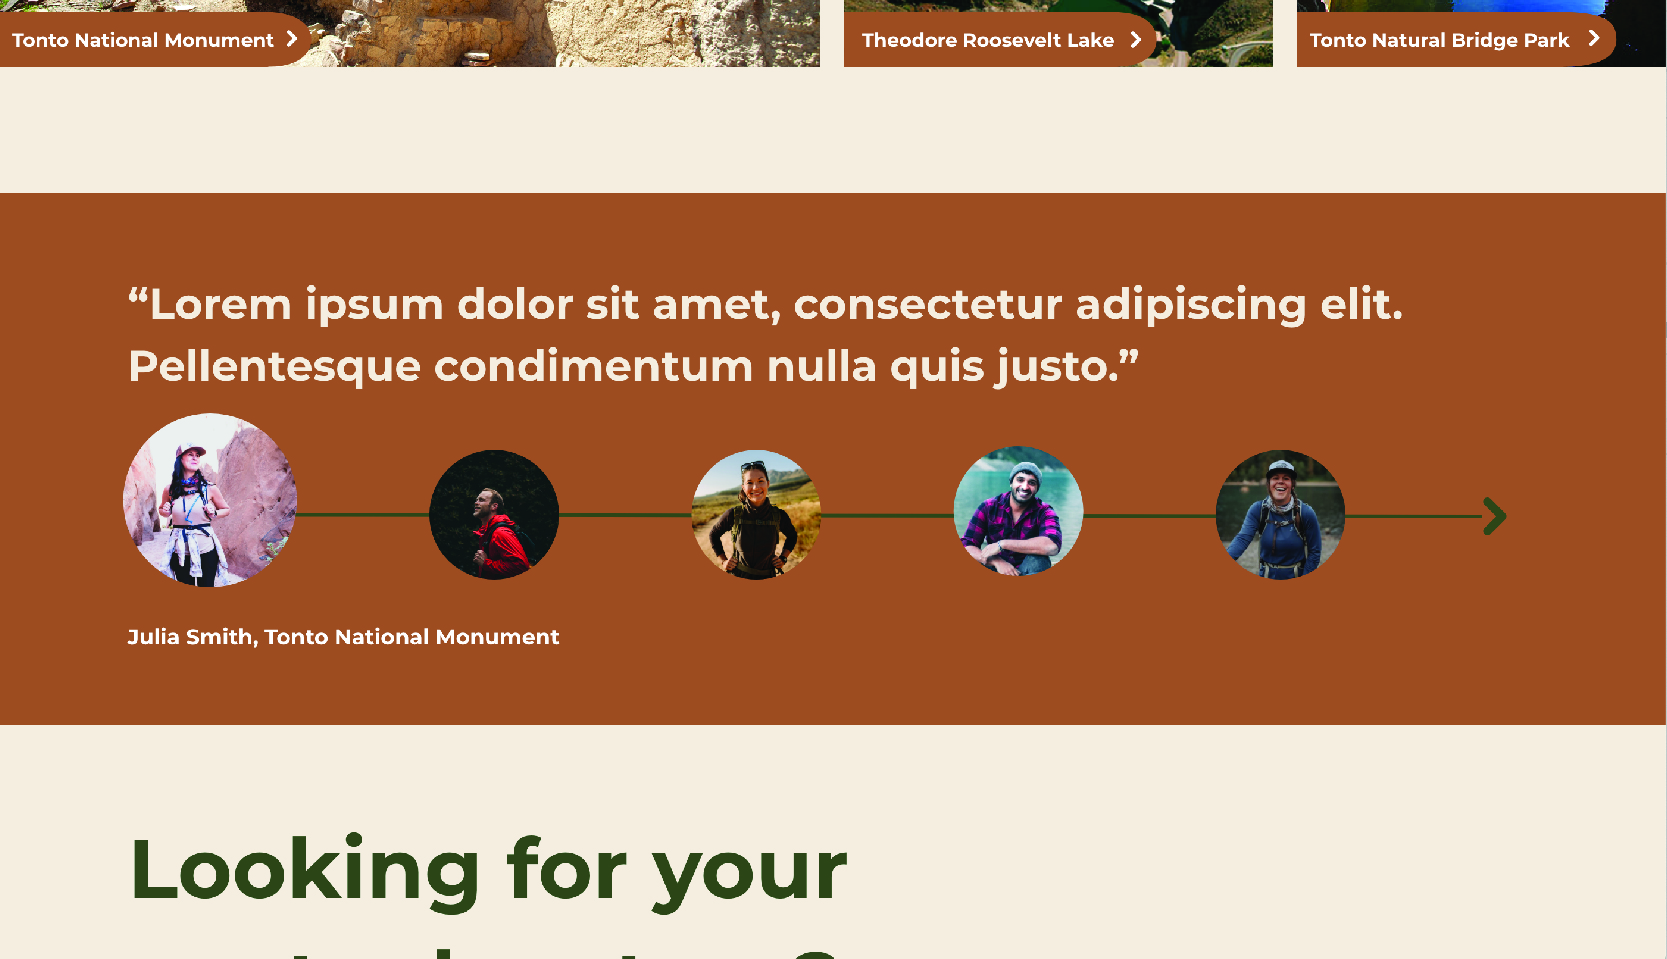 Tonto National Monument
Theodore Roosevelt Lake
Tonto Natural Bridge Park
“Lorem ipsum dolor sit amet, consectetur adipiscing elit.
Pellentesque condimentum nulla quis justo.”
Julia Smith, Tonto National Monument
Looking for your